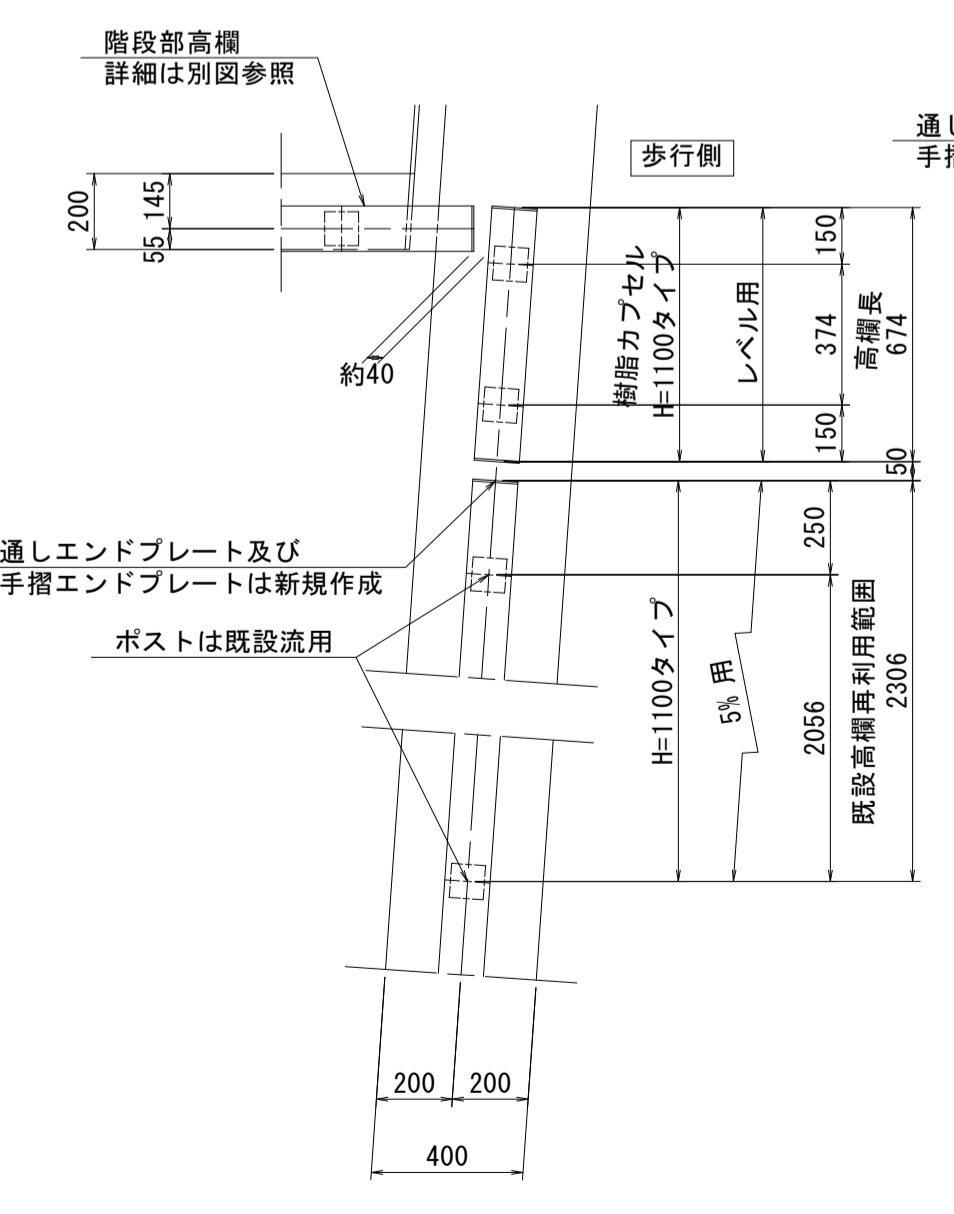 階段部高欄
詳細は別図参照
通し
手摺
歩行側
200
145
55
約40
樹脂カプセル
H=1100タイプ
レベル用
150
374
150
高欄長
674
50
通しエンドプレート及び
手摺エンドプレートは新規作成
ポストは既設流用
H=1100タイプ
5% 用
250
2056
既設高欄再利用範囲
2306
200
200
400